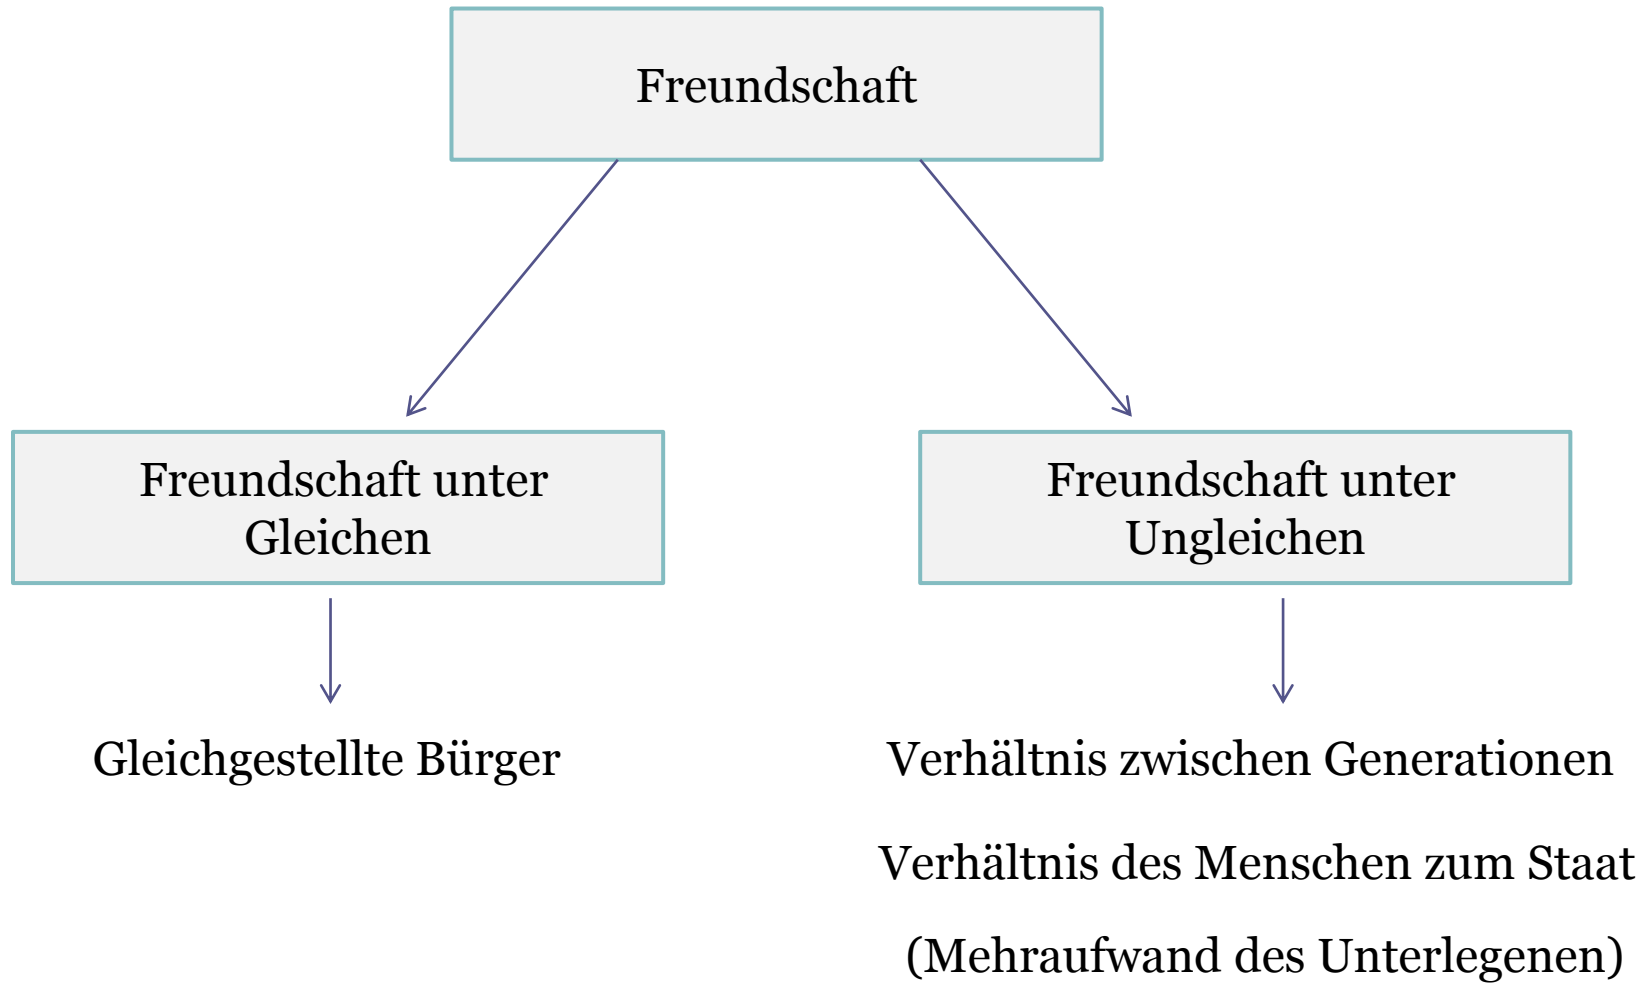 Freundschaft
Freundschaft unter
Gleichen
Freundschaft unter
Ungleichen
Gleichgestellte Bürger
Verhältnis zwischen Generationen
Verhältnis des Menschen zum Staat
(Mehraufwand des Unterlegenen)